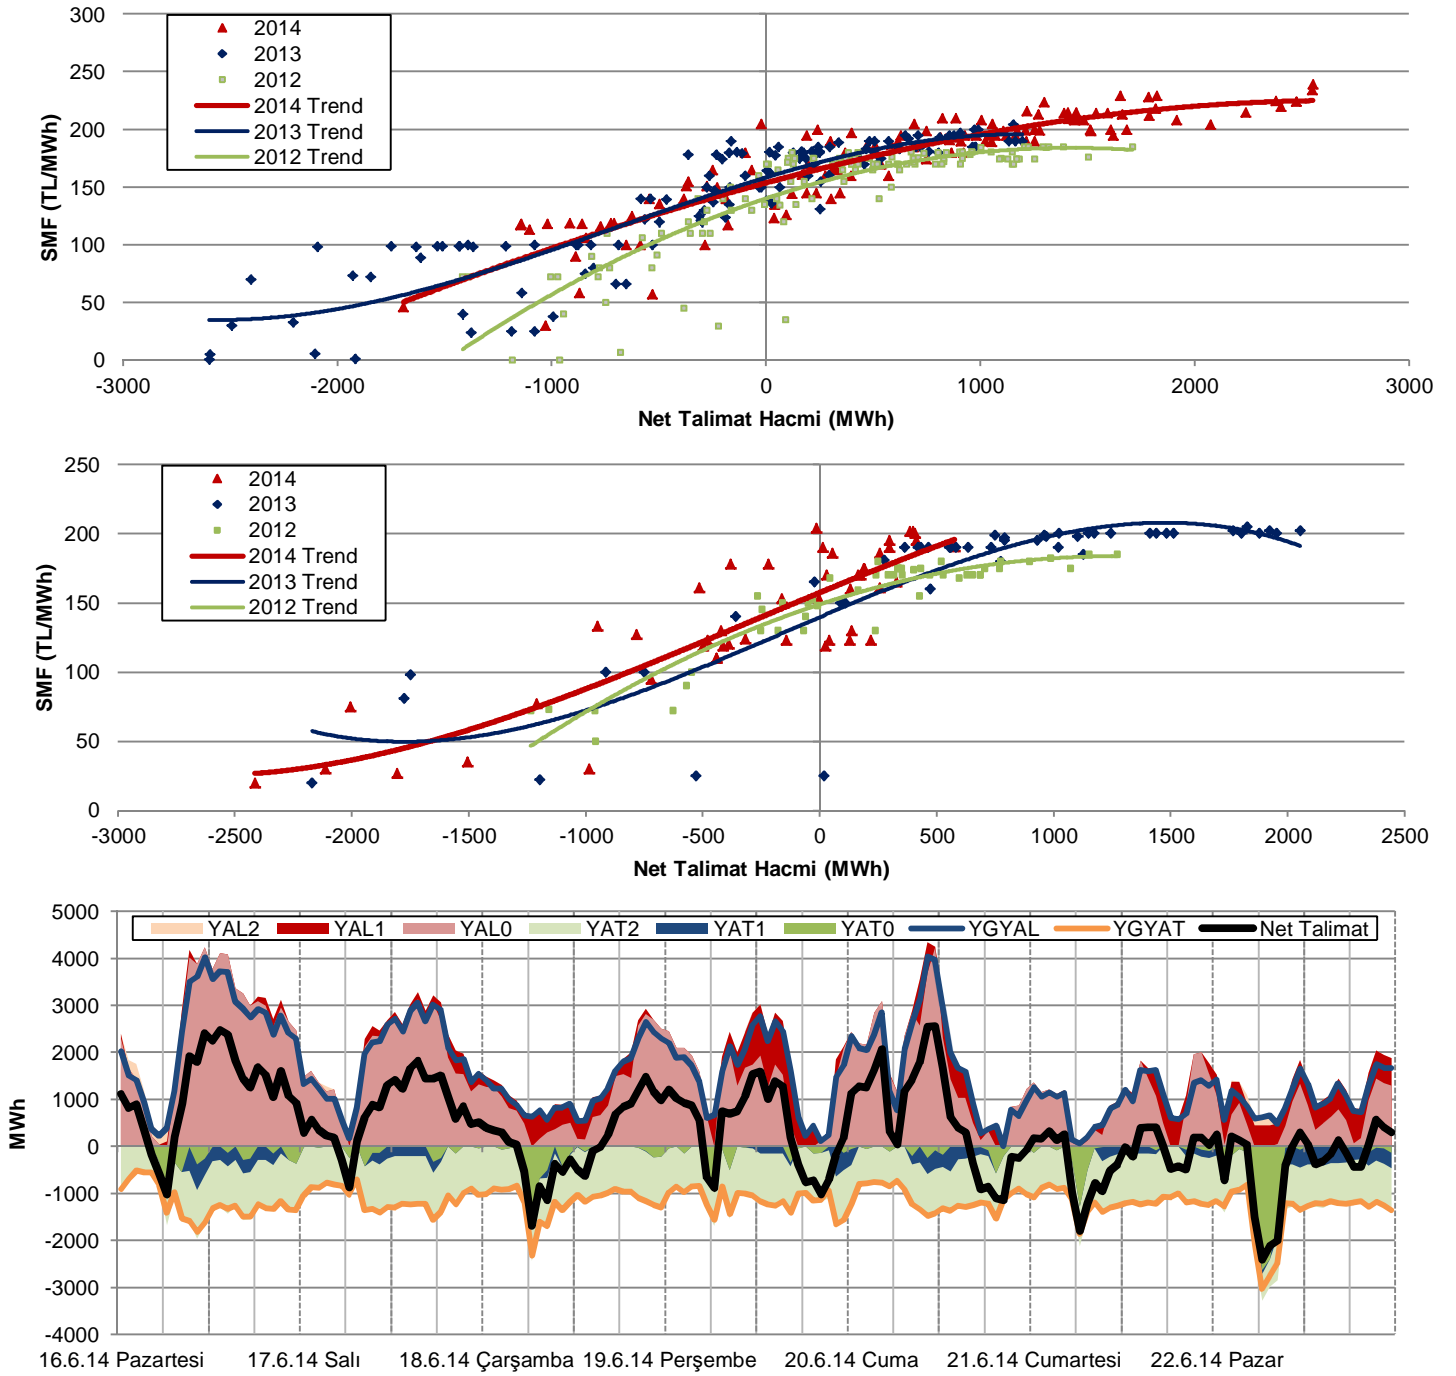 300
250
200
150
100
50
0
SMF (TL/MWh)
2014
2013
2012
2014 Trend
2013 Trend
2012 Trend
-3000 -2000 -1000 0 1000 2000 3000
Net Talimat Hacmi (MWh)
250
200
150
100
50
0
SMF (TL/MWh)
2014
2013
2012
2014 Trend
2013 Trend
2012 Trend
-3000 -2500 -2000 -1500 -1000 -500 0 500 1000 1500 2000 2500
Net Talimat Hacmi (MWh)
5000
4000
3000
2000
1000
0
-1000
-2000
-3000
-4000
MWh
YAL2 YAL1 YAL0 YAT2 YAT1 YAT0 YGYAL YGYAT Net Talimat
16.6.14 Pazartesi 17.6.14 Salı 18.6.14 Çarşamba 19.6.14 Perşembe 20.6.14 Cuma 21.6.14 Cumartesi 22.6.14 Pazar